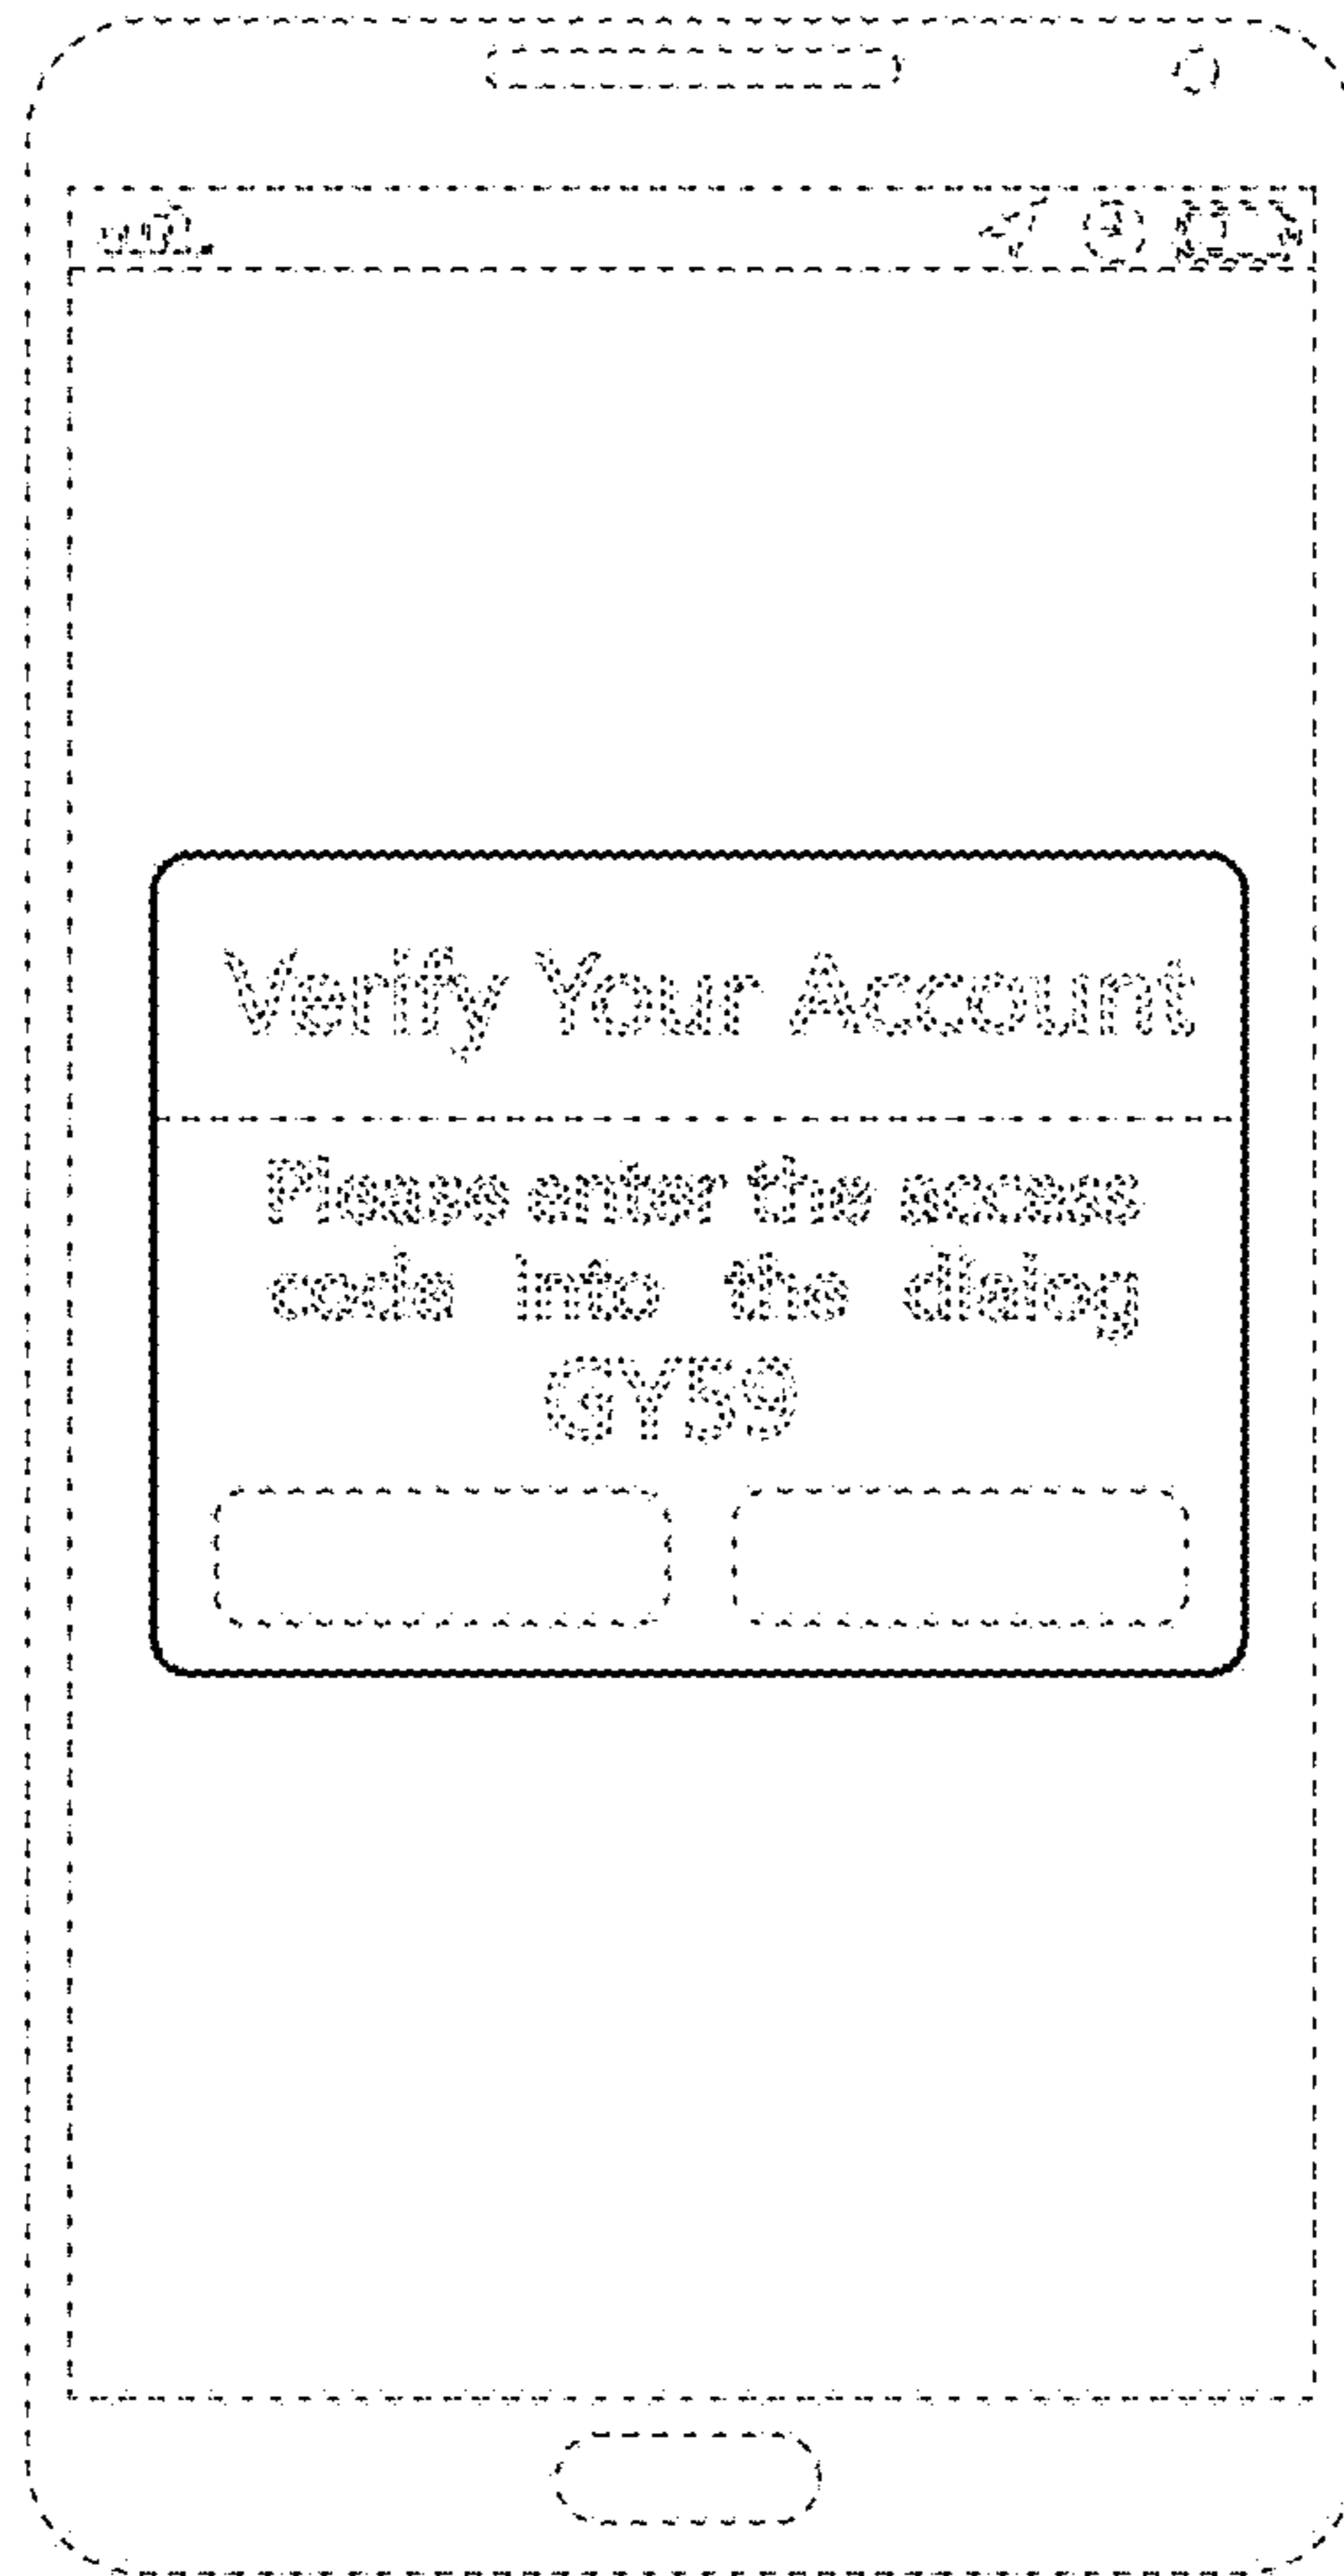 Verify Your Account
Please enter the access
code into the dialog
GY59